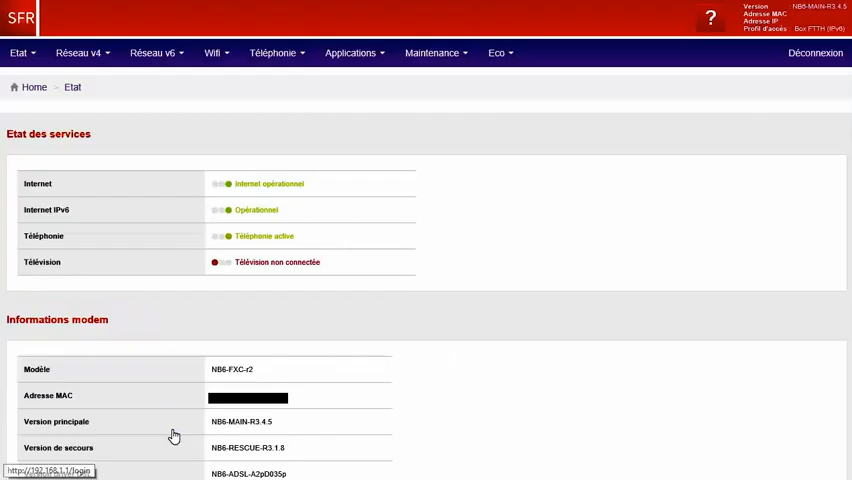 SFR
?
Version : NB6-MAIN-R3.4.5
Adresse MAC :
Adresse IP :
Profil d'accès : Box FTTH (IPv6)
Etat Réseau v4 Réseau v6 Wifi Téléphonie Applications Maintenance Eco Déconnexion
Home > Etat
Etat des services
Internet Internet opérationnel
Internet IPv6 Opérationnel
Téléphonie Téléphonie active
Télévision Télévision non connectée
Informations modem
Modèle NB6-FXC-r2
Adresse MAC
Version principale NB6-MAIN-R3.4.5
Version de secours NB6-RESCUE-R3.1.8
http://192.168.1.1/login
NB6-ADSL-A2pD035p